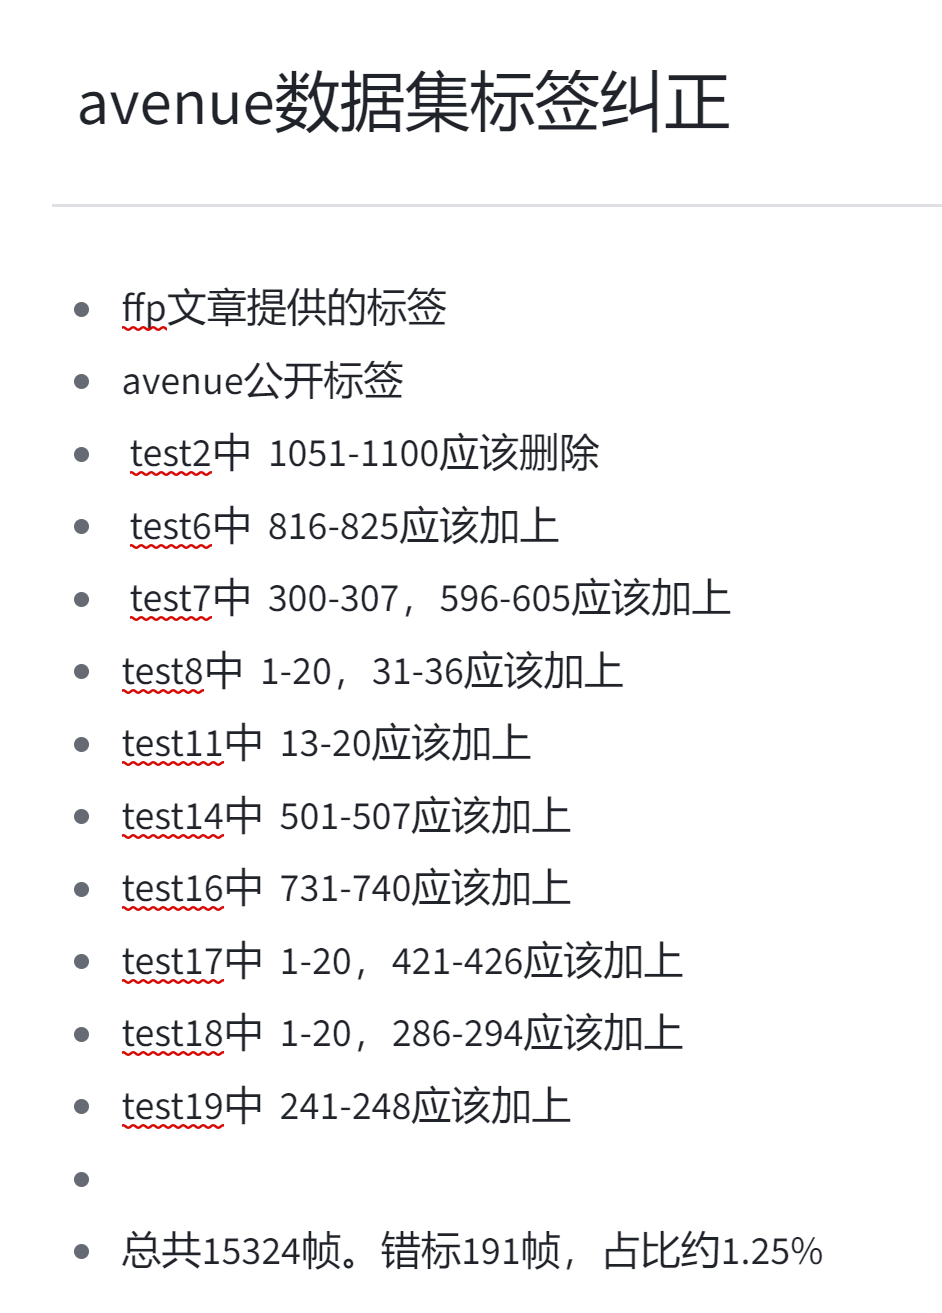 avenue数据集标签纠正
ffp文章提供的标签
avenue公开标签
test2中 1051-1100应该删除
test6中 816-825应该加上
test7中 300-307，596-605应该加上
test8中 1-20，31-36应该加上
test11中 13-20应该加上
test14中 501-507应该加上
test16中 731-740应该加上
test17中 1-20，421-426应该加上
test18中 1-20，286-294应该加上
test19中 241-248应该加上
总共15324帧。错标191帧，占比约1.25%